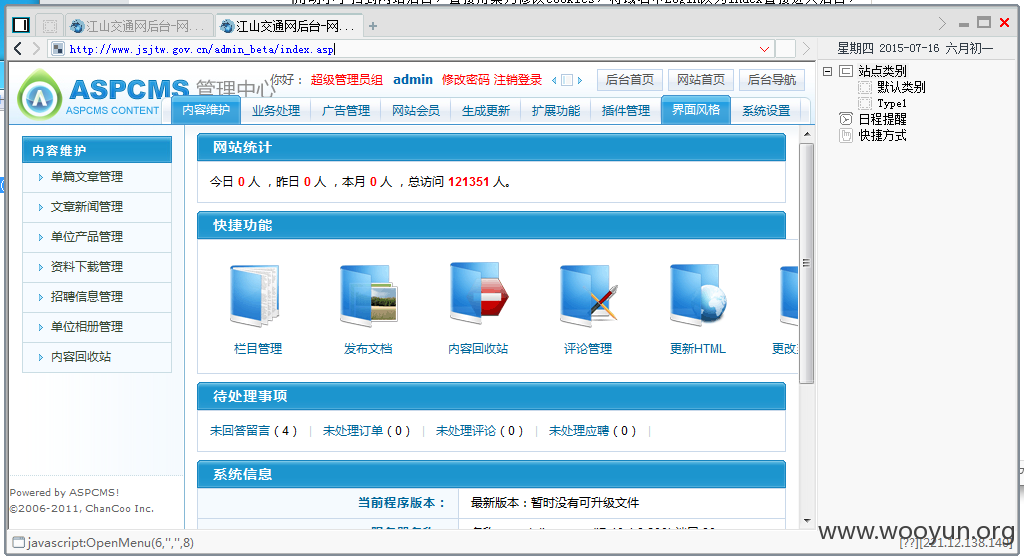 江山交通网后台-网...
江山交通网后台-网...
http://www.jsjtw.gov.cn/admin_beta/index.asp
星期四 2015-07-16 六月初一
ASPCMS 管理中心
ASPCMS CONTENT
你好： 超级管理员组 admin 修改密码 注销登录
后台首页 网站首页 后台导航
内容维护 业务处理 广告管理 网站会员 生成更新 扩展功能 插件管理 界面风格 系统设置
站点类别
默认类别
Type1
日程提醒
快捷方式
内容维护
单篇文章管理
文章新闻管理
单位产品管理
资料下载管理
招聘信息管理
单位相册管理
内容回收站
网站统计
今日 0 人 ，昨日 0 人 ，本月 0 人 ，总访问 121351 人。
快捷功能
栏目管理 发布文档 内容回收站 评论管理 更新HTML 更改
待处理事项
未回答留言 ( 4 ) | 未处理订单 ( 0 ) | 未处理评论 ( 0 ) | 未处理应聘 ( 0 ) |
系统信息
当前程序版本： 最新版本：暂时没有可升级文件
Powered by ASPCMS!
©2006-2011, ChanCoo Inc.
www.wooyun.org
javascript:OpenMenu(6,'','',8)
[??][221.12.138.140]